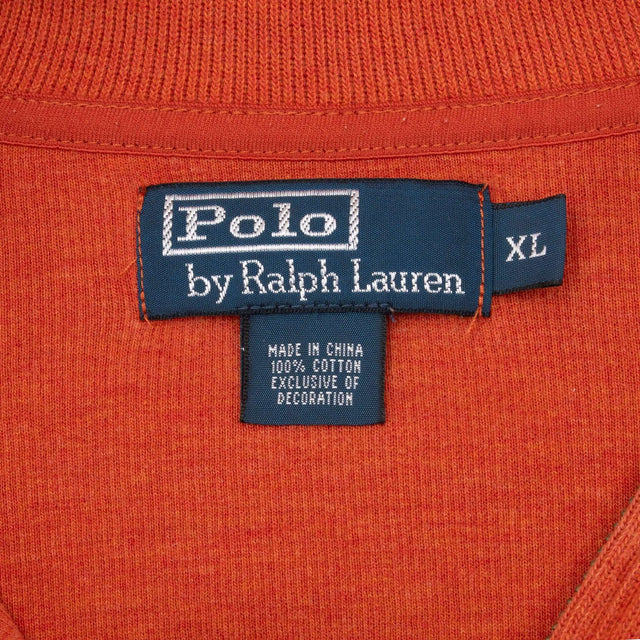 Polo
by Ralph Lauren
XL
MADE IN CHINA
100% COTTON
EXCLUSIVE OF
DECORATION